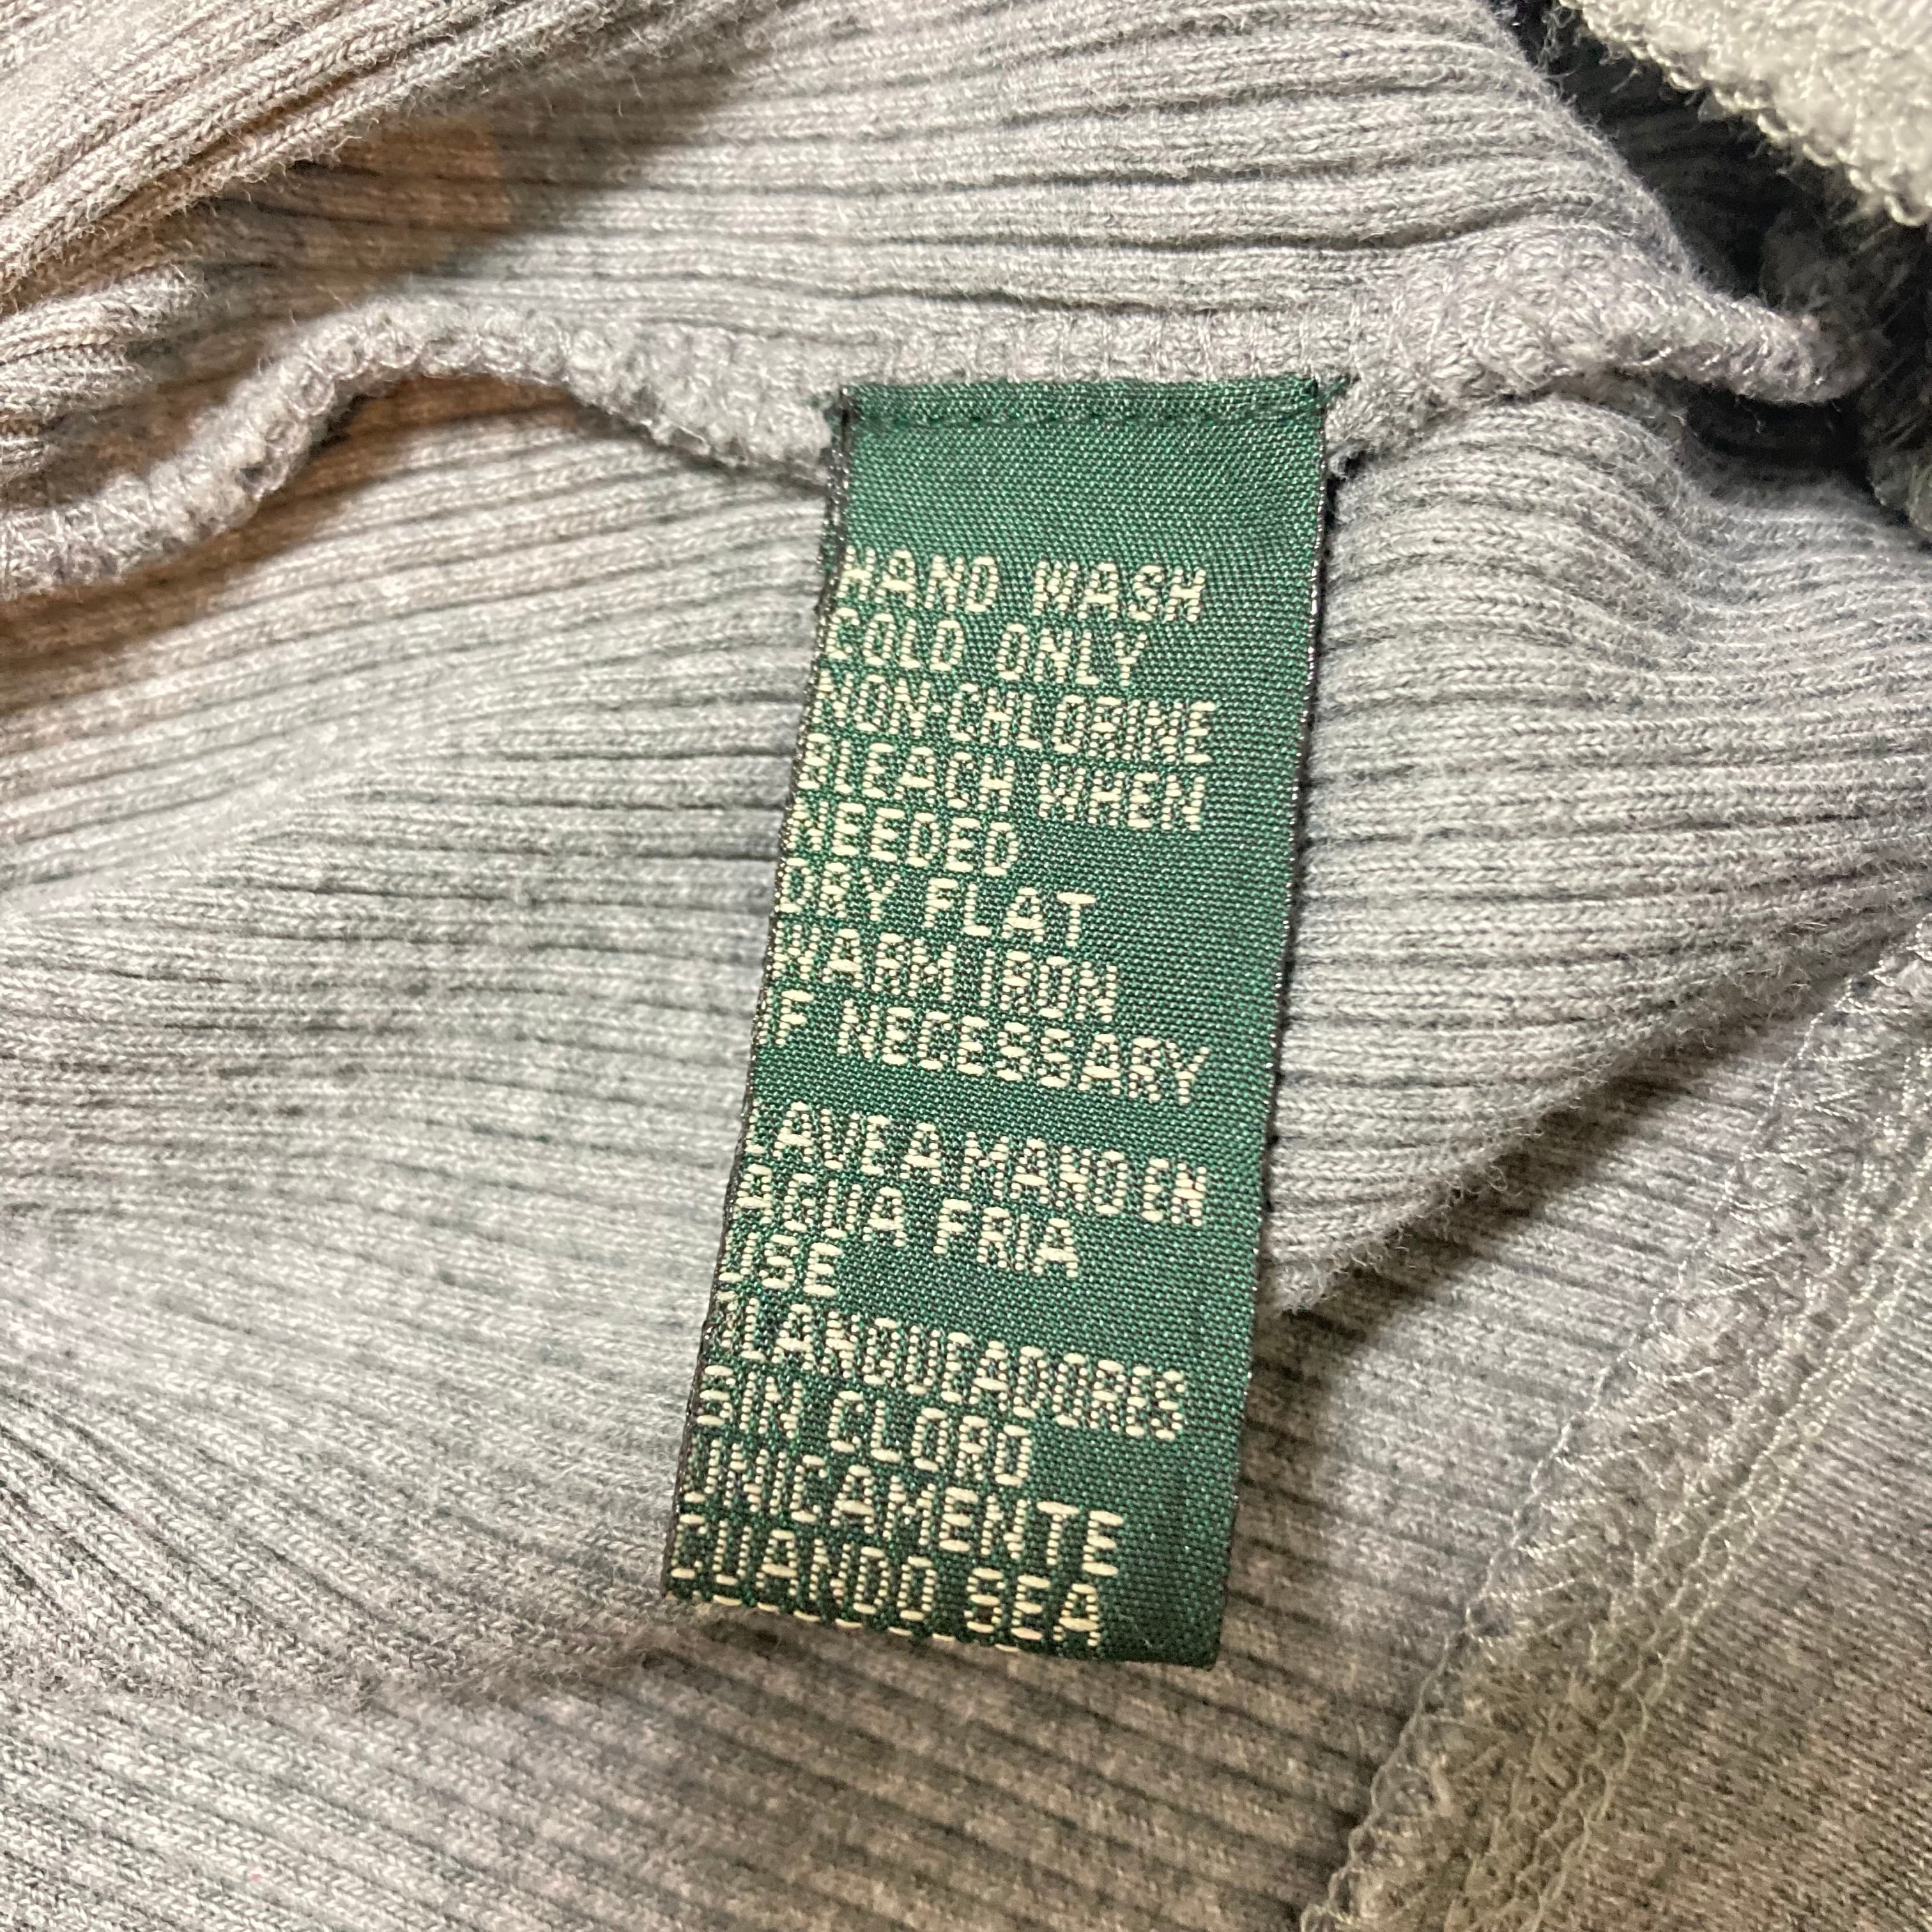 HAND WASH
COLD ONLY
NON-CHLORINE
BLEACH WHEN
NEEDED
DRY FLAT
WARM IRON
IF NECESSARY
LAVE A MANO EN
AGUA FRIA
USE
BLANQUEADORES
SIN CLORO
UNICAMENTE
CUANDO SEA